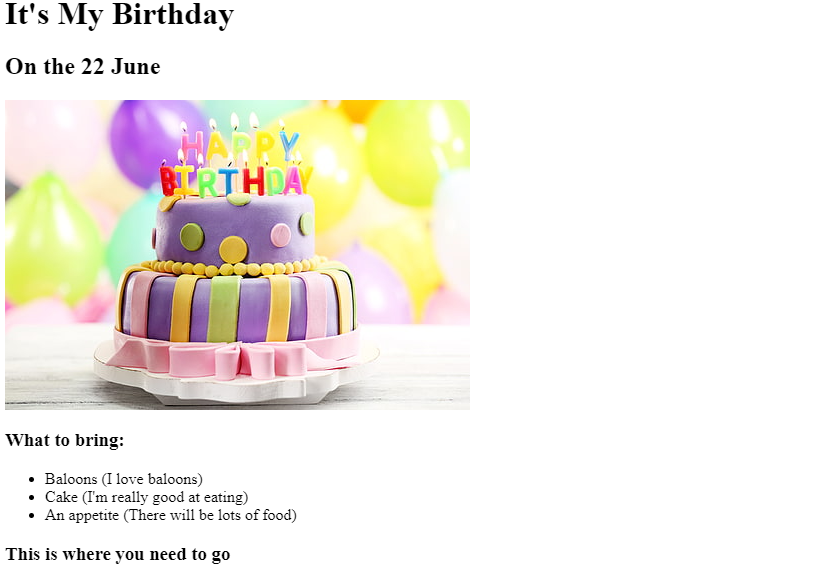 It's My Birthday
On the 22 June
HAPPY
BIRTHDAY
What to bring:
Baloons (I love baloons)
Cake (I'm really good at eating)
An appetite (There will be lots of food)
This is where you need to go